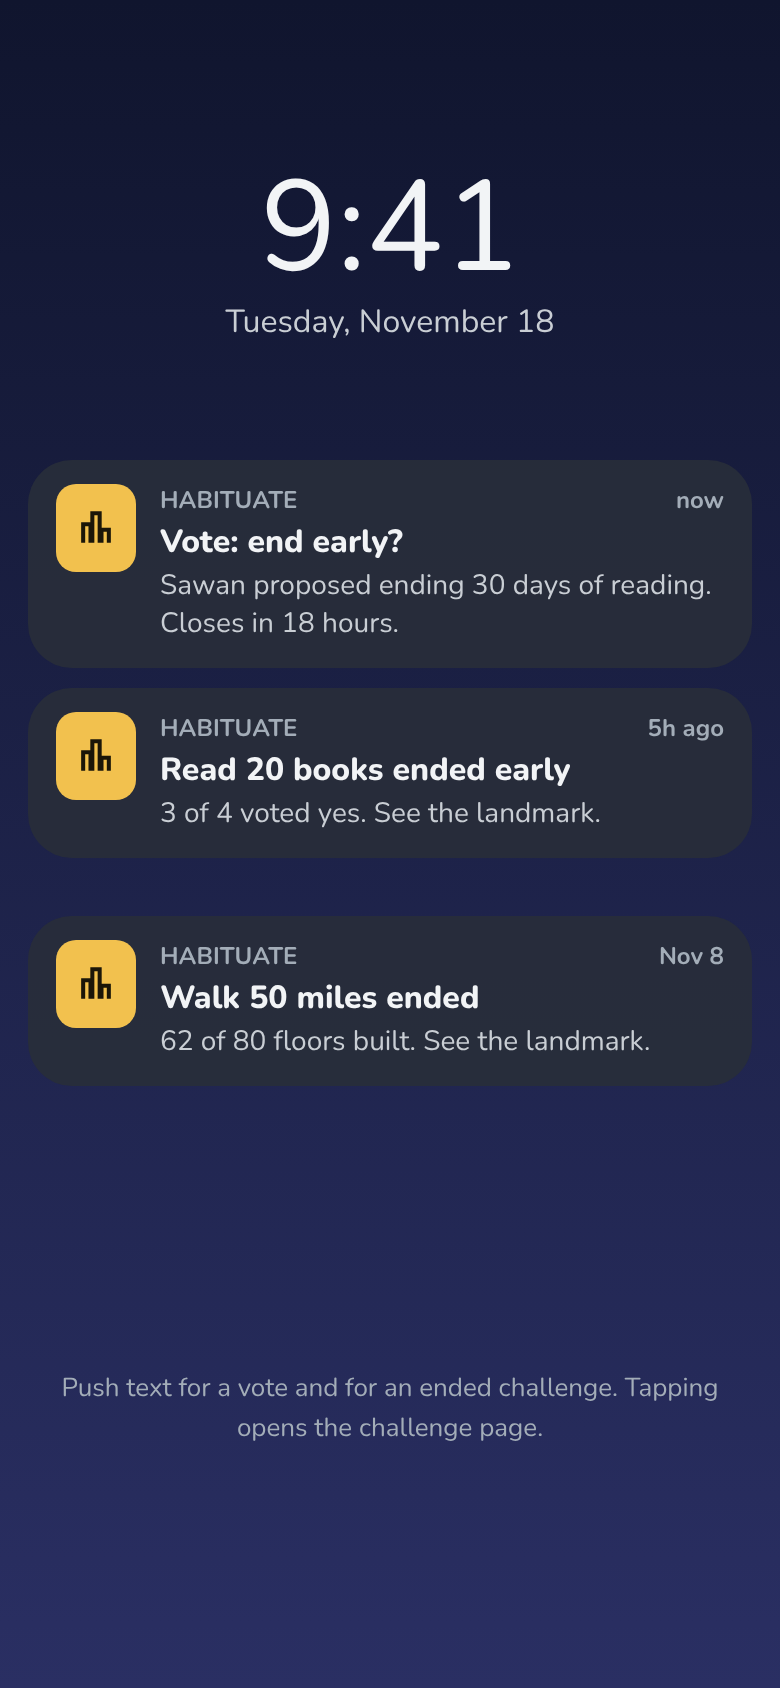 9:41
Tuesday, November 18
HABITUATE
now
Vote: end early?
Sawan proposed ending 30 days of reading.
Closes in 18 hours.
HABITUATE
5h ago
Read 20 books ended early
3 of 4 voted yes. See the landmark.
HABITUATE
Nov 8
Walk 50 miles ended
62 of 80 floors built. See the landmark.
Push text for a vote and for an ended challenge. Tapping
opens the challenge page.